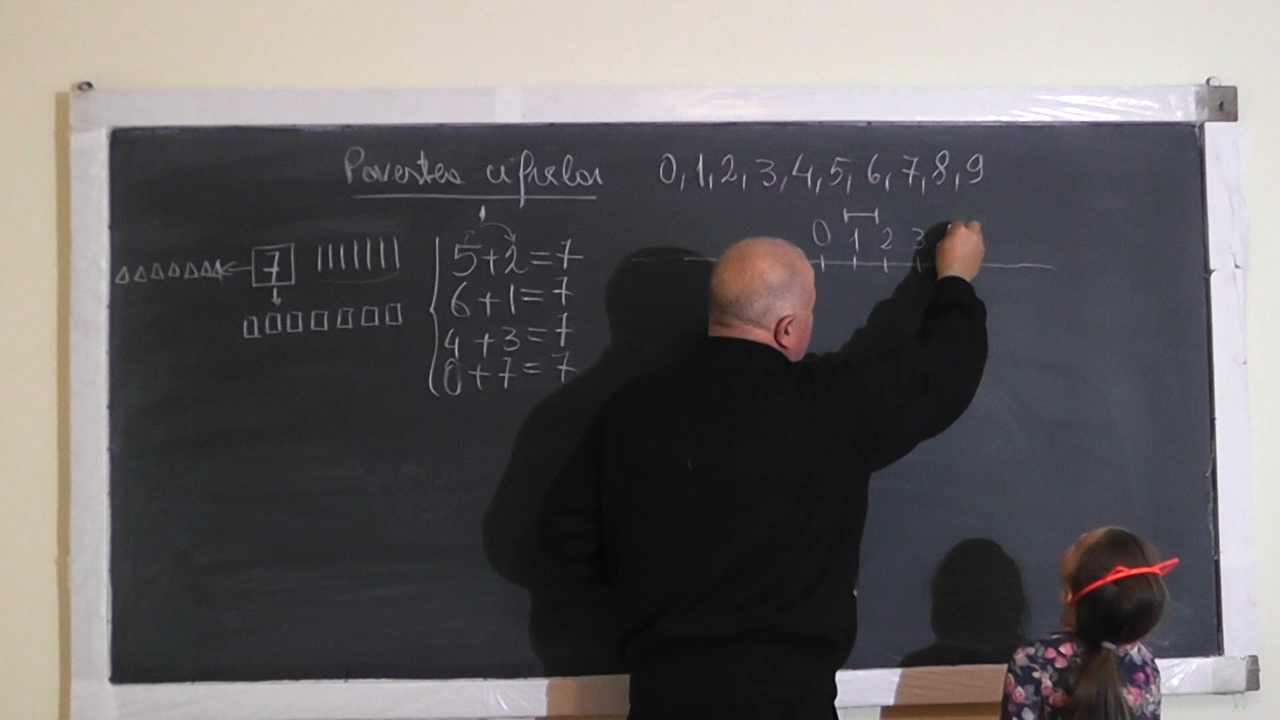 Povestea cifrelor 0, 1, 2, 3, 4, 5, 6, 7, 8, 9
0 1 2 3
7
5+2=7
6+1=7
4+3=7
0+7=7